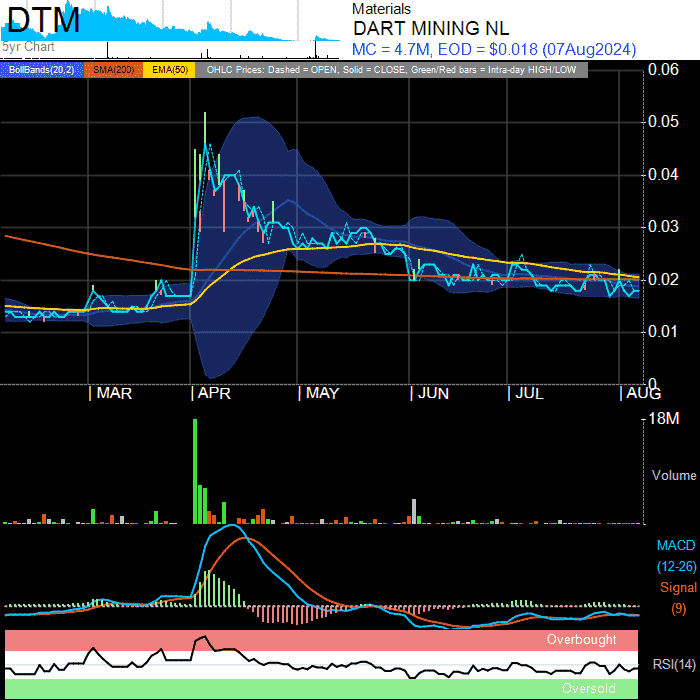 DTM
5yr Chart
Materials
DART MINING NL
MC = 4.7M, EOD = $0.018 (07Aug2024)
BollBands(20,2) SMA(200) EMA(50) OHLC Prices: Dashed = OPEN, Solid = CLOSE, Green/Red bars = Intra-day HIGH/LOW
0.06
0.05
0.04
0.03
0.02
0.01
0
| MAR | APR | MAY | JUN | JUL | AUG
18M
Volume
MACD
(12-26)
Signal
(9)
Overbought
RSI(14)
Oversold